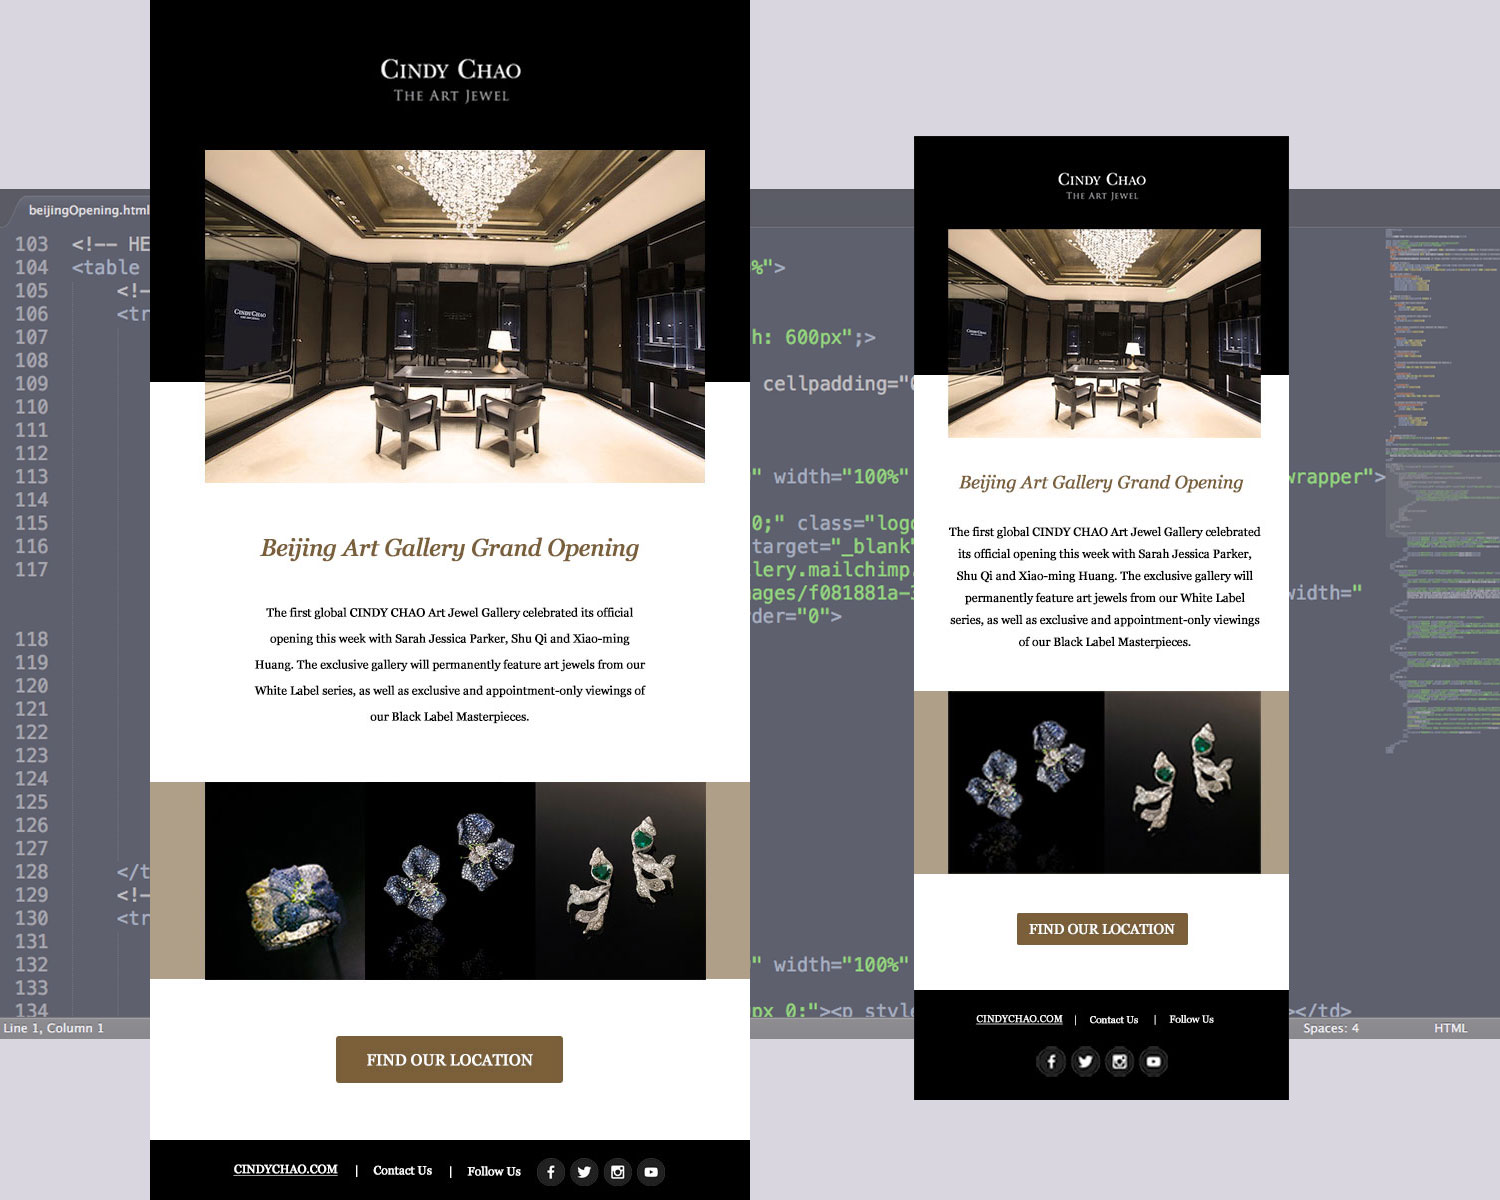 CINDY CHAO
THE ART JEWEL
CINDY CHAO
Beijing Art Gallery Grand Opening
The first global CINDY CHAO Art Jewel Gallery celebrated its official
opening this week with Sarah Jessica Parker, Shu Qi and Xiao-ming
Huang. The exclusive gallery will permanently feature art jewels from our
White Label series, as well as exclusive and appointment-only viewings of
our Black Label Masterpieces.
FIND OUR LOCATION
CINDYCHAO.COM | Contact Us | Follow Us
CINDY CHAO
THE ART JEWEL
CINDY CHAO
Beijing Art Gallery Grand Opening
The first global CINDY CHAO Art Jewel Gallery celebrated
its official opening this week with Sarah Jessica Parker,
Shu Qi and Xiao-ming Huang. The exclusive gallery will
permanently feature art jewels from our White Label
series, as well as exclusive and appointment-only viewings
of our Black Label Masterpieces.
FIND OUR LOCATION
CINDYCHAO.COM | Contact Us | Follow Us
beijingOpening.html
103 <!-- HE
104 <table %">
105 <!-
106 <tr
107 h: 600px";>
108
109 cellpadding="
110
111
112
113 " width="100%" wrapper">
114
115 0;" class="logo
116 target="_blank"
117 llery.mailchimp.
ages/f081881a- width="
der="0">
118
119
120
121
122
123
124
125
126
127
128 </t
129 <!-
130 <tr
131
132 " width="100%"
133
134 px 0;"><p style ></td>
Line 1, Column 1 Spaces: 4 HTML